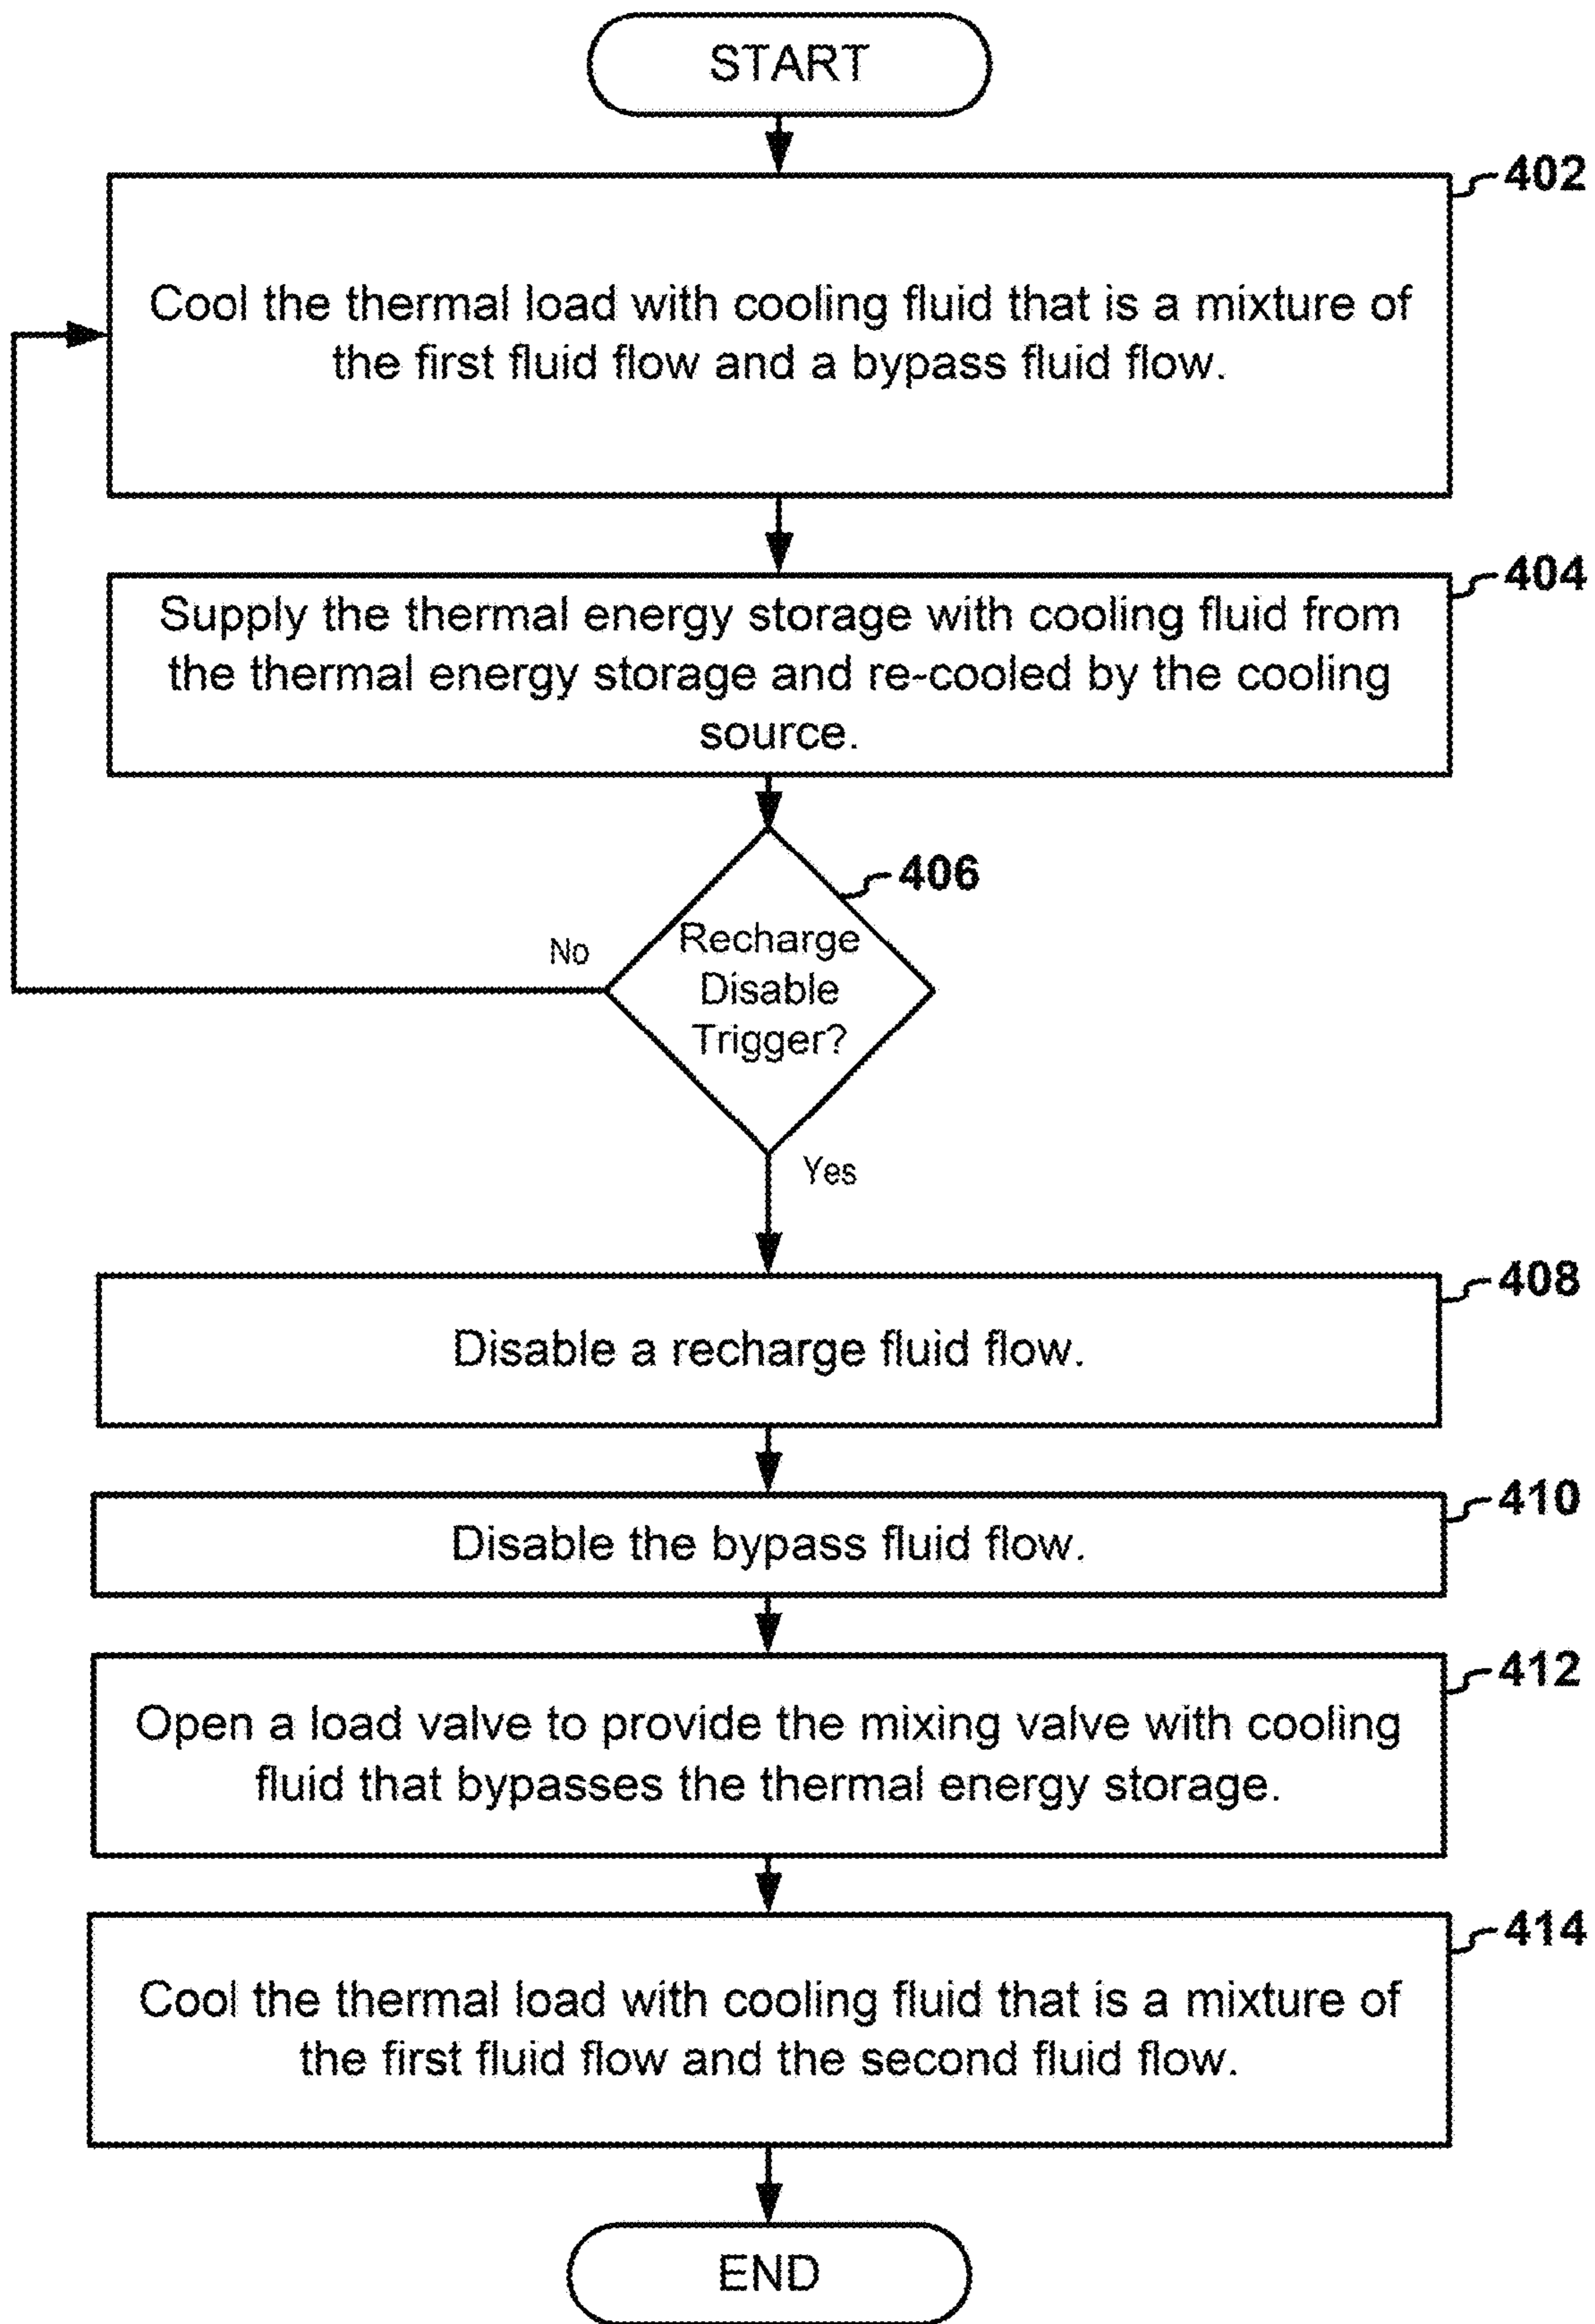 START
402
Cool the thermal load with cooling fluid that is a mixture of
the first fluid flow and a bypass fluid flow.
404
Supply the thermal energy storage with cooling fluid from
the thermal energy storage and re-cooled by the cooling
source.
406
Recharge
Disable
Trigger?
No
Yes
408
Disable a recharge fluid flow.
410
Disable the bypass fluid flow.
412
Open a load valve to provide the mixing valve with cooling
fluid that bypasses the thermal energy storage.
414
Cool the thermal load with cooling fluid that is a mixture of
the first fluid flow and the second fluid flow.
END